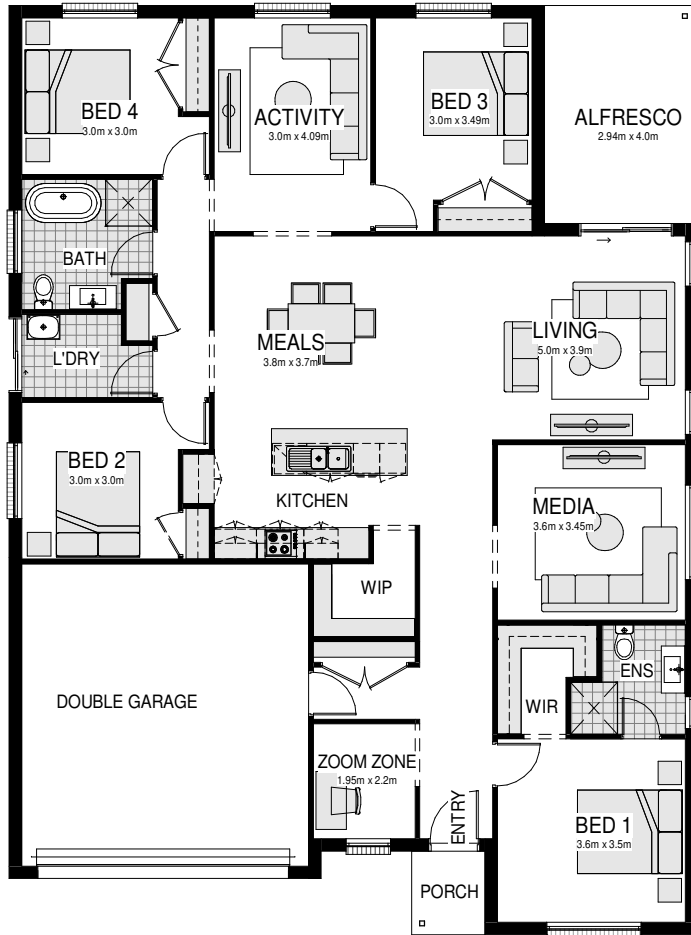 BED 4
3.0m x 3.0m
ACTIVITY
3.0m x 4.09m
BED 3
3.0m x 3.49m
ALFRESCO
2.94m x 4.0m
BATH
L'DRY
MEALS
3.8m x 3.7m
LIVING
5.0m x 3.9m
BED 2
3.0m x 3.0m
KITCHEN
MEDIA
3.6m x 3.45m
WIP
ENS
WIR
DOUBLE GARAGE
ZOOM ZONE
1.95m x 2.2m
ENTRY
BED 1
3.6m x 3.5m
PORCH